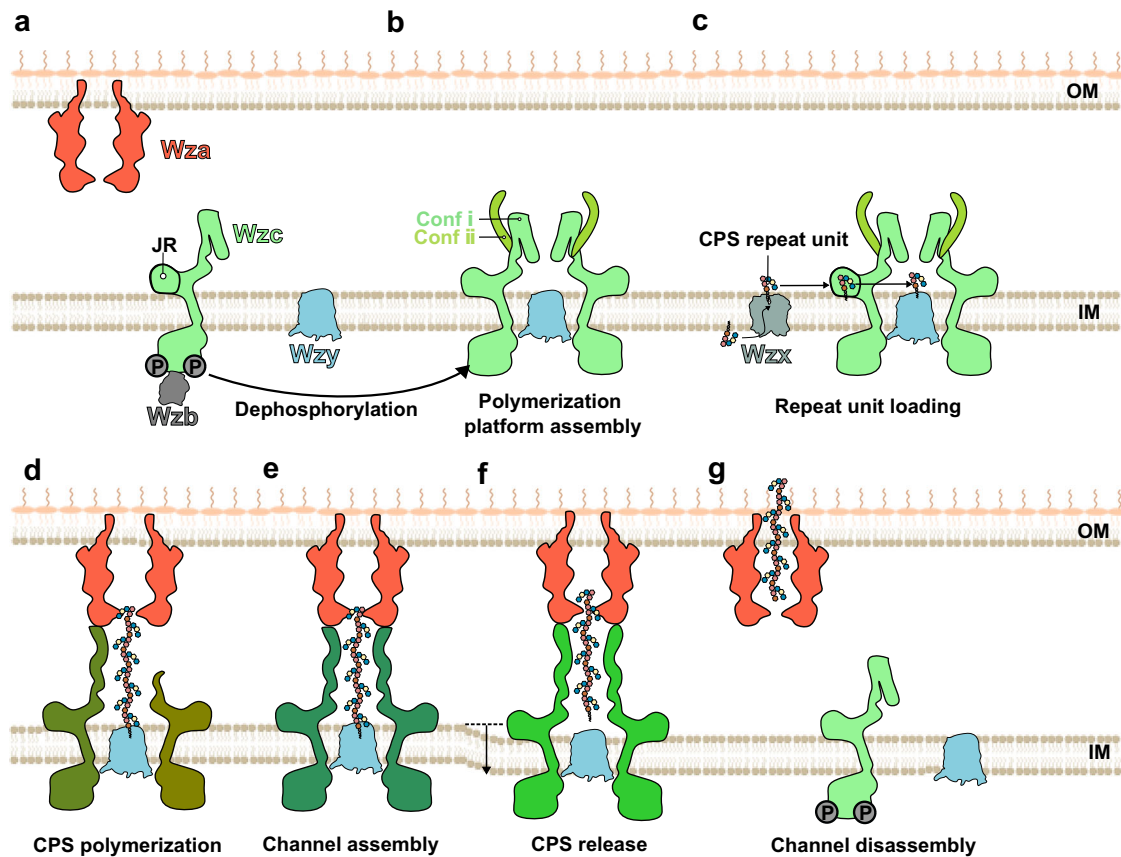 a
b
c
OM
Wza
Wzc
JR
Conf i
Conf ii
CPS repeat unit
IM
Wzy
Wzx
P
P
Wzb
Dephosphorylation
Polymerization
platform assembly
Repeat unit loading
d
e
f
g
OM
IM
P
P
CPS polymerization
Channel assembly
CPS release
Channel disassembly